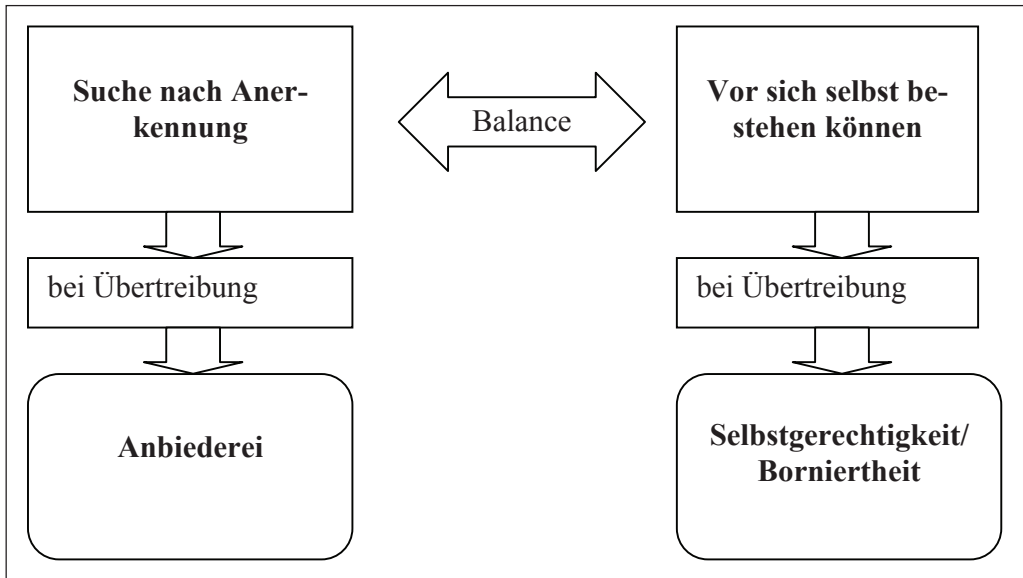 Suche nach Aner-
kennung
Balance
Vor sich selbst be-
stehen können
bei Übertreibung
bei Übertreibung
Anbiederei
Selbstgerechtigkeit/
Borniertheit